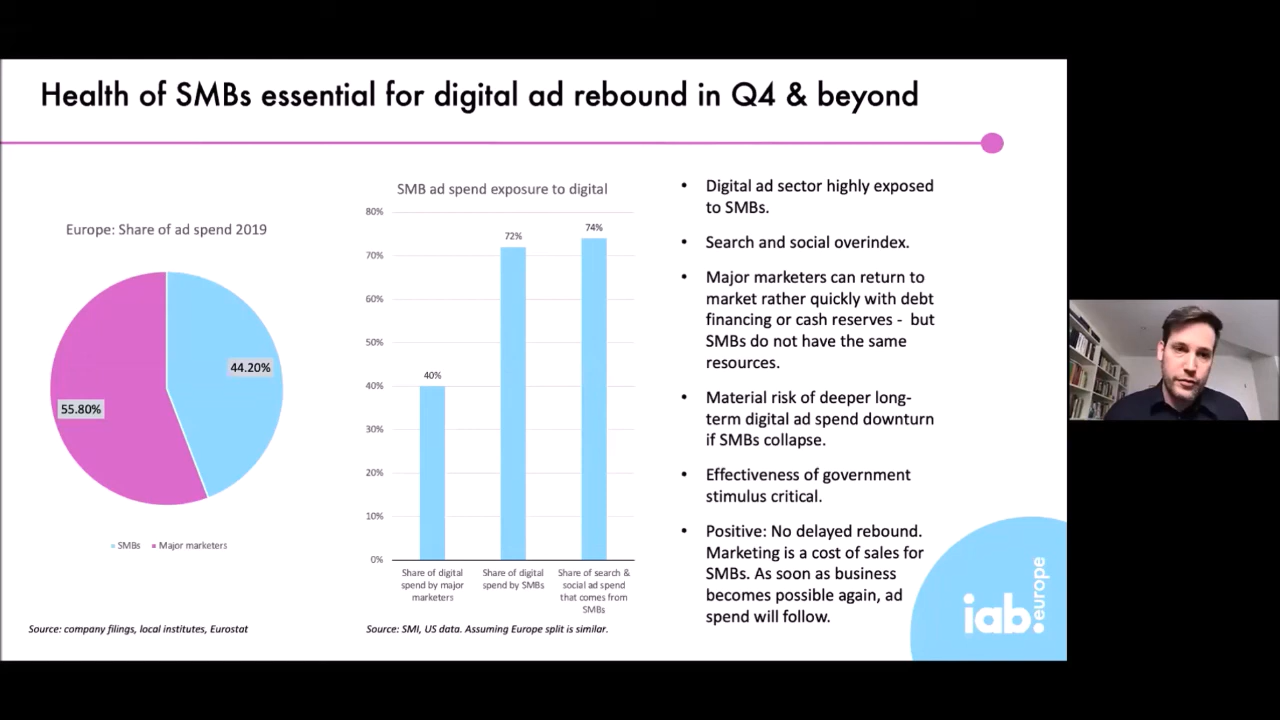 Health of SMBs essential for digital ad rebound in Q4 & beyond
Europe: Share of ad spend 2019
44.20%
55.80%
SMBs
Major marketers
Source: company filings, local institutes, Eurostat
SMB ad spend exposure to digital
80%
70%
60%
50%
40%
30%
20%
10%
0%
40%
72%
74%
Share of digital
spend by major
marketers
Share of digital
spend by SMBs
Share of search &
social ad spend
that comes from
SMBs
Source: SMI, US data. Assuming Europe split is similar.
• Digital ad sector highly exposed
to SMBs.
• Search and social overindex.
• Major marketers can return to
market rather quickly with debt
financing or cash reserves - but
SMBs do not have the same
resources.
• Material risk of deeper long-
term digital ad spend downturn
if SMBs collapse.
• Effectiveness of government
stimulus critical.
• Positive: No delayed rebound.
Marketing is a cost of sales for
SMBs. As soon as business
becomes possible again, ad
spend will follow.
iab.
europe